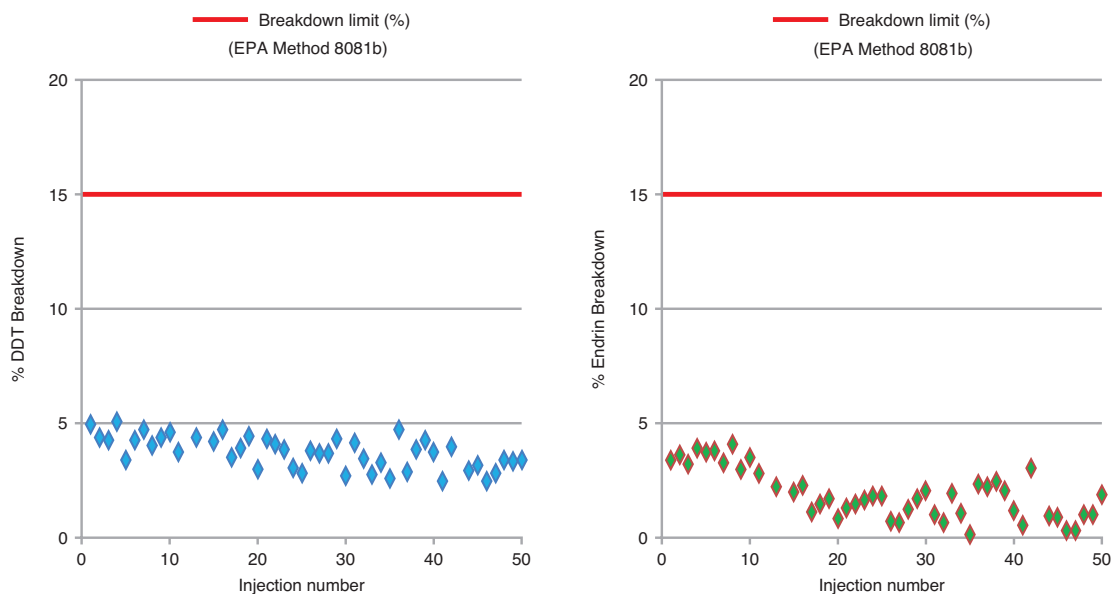 Breakdown limit (%)
(EPA Method 8081b)
20
15
10
5
0
% DDT Breakdown
0 10 20 30 40 50
Injection number
Breakdown limit (%)
(EPA Method 8081b)
20
15
10
5
0
% Endrin Breakdown
0 10 20 30 40 50
Injection number